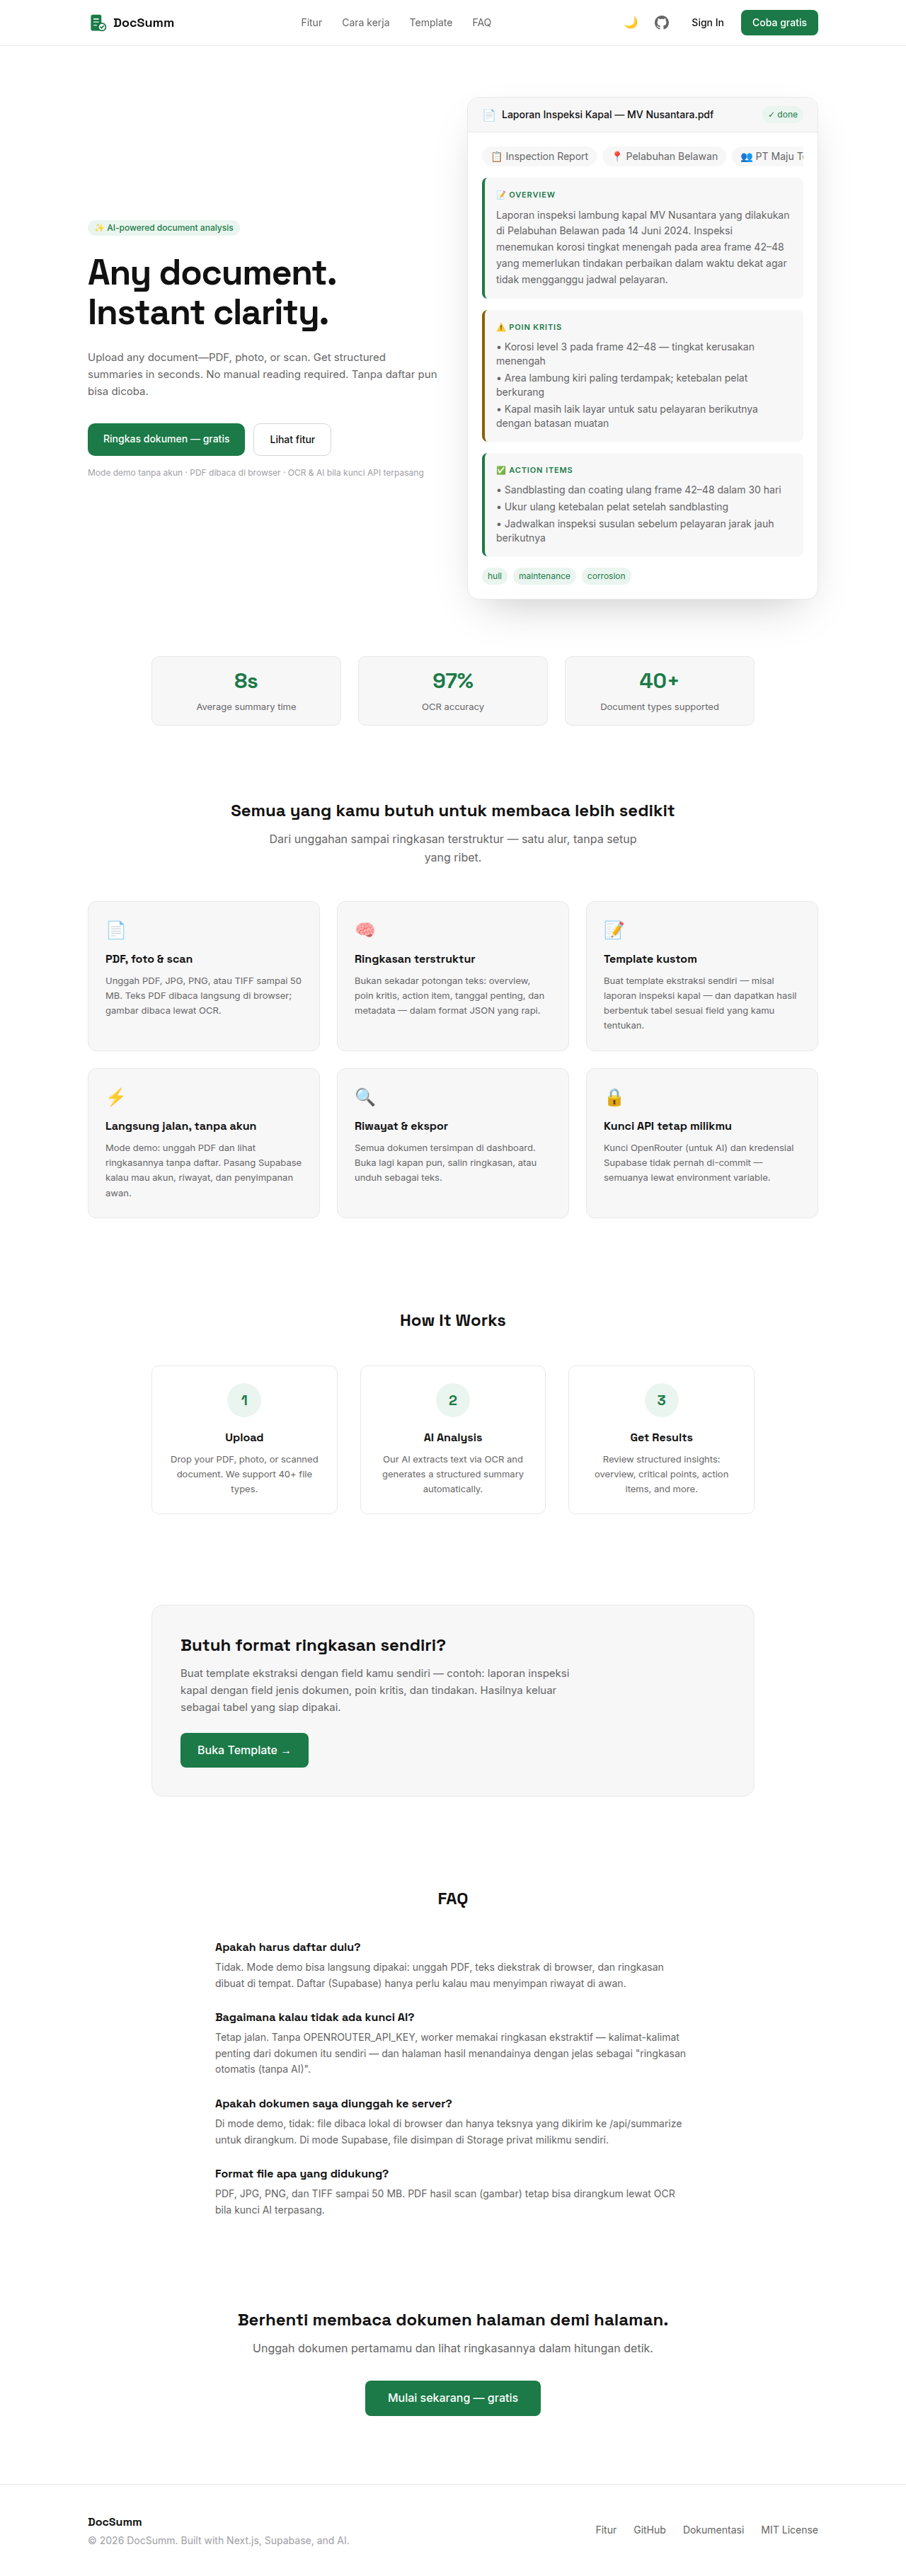 DocSumm
Fitur
Cara kerja
Template
FAQ
Sign In
Coba gratis
✨ AI-powered document analysis
Any document.
Instant clarity.
Upload any document—PDF, photo, or scan. Get structured
summaries in seconds. No manual reading required. Tanpa daftar pun
bisa dicoba.
Ringkas dokumen — gratis
Lihat fitur
Mode demo tanpa akun · PDF dibaca di browser · OCR & AI bila kunci API terpasang
Laporan Inspeksi Kapal — MV Nusantara.pdf
✓ done
Inspection Report
Pelabuhan Belawan
PT Maju
OVERVIEW
Laporan inspeksi lambung kapal MV Nusantara yang dilakukan
di Pelabuhan Belawan pada 14 Juni 2024. Inspeksi
menemukan korosi tingkat menengah pada area frame 42–48
yang memerlukan tindakan perbaikan dalam waktu dekat agar
tidak mengganggu jadwal pelayaran.
POIN KRITIS
• Korosi level 3 pada frame 42–48 — tingkat kerusakan
menengah
• Area lambung kiri paling terdampak; ketebalan pelat
berkurang
• Kapal masih laik layar untuk satu pelayaran berikutnya
dengan batasan muatan
ACTION ITEMS
• Sandblasting dan coating ulang frame 42–48 dalam 30 hari
• Ukur ulang ketebalan pelat setelah sandblasting
• Jadwalkan inspeksi susulan sebelum pelayaran jarak jauh
berikutnya
hull
maintenance
corrosion
8s
Average summary time
97%
OCR accuracy
40+
Document types supported
Semua yang kamu butuh untuk membaca lebih sedikit
Dari unggahan sampai ringkasan terstruktur — satu alur, tanpa setup
yang ribet.
PDF, foto & scan
Unggah PDF, JPG, PNG, atau TIFF sampai 50
MB. Teks PDF dibaca langsung di browser;
gambar dibaca lewat OCR.
Ringkasan terstruktur
Bukan sekadar potongan teks: overview,
poin kritis, action item, tanggal penting, dan
metadata — dalam format JSON yang rapi.
Template kustom
Buat template ekstraksi sendiri — misal
laporan inspeksi kapal — dan dapatkan hasil
berbentuk tabel sesuai field yang kamu
tentukan.
Langsung jalan, tanpa akun
Mode demo: unggah PDF dan lihat
ringkasannya tanpa daftar. Pasang Supabase
kalau mau akun, riwayat, dan penyimpanan
awan.
Riwayat & ekspor
Semua dokumen tersimpan di dashboard.
Buka lagi kapan pun, salin ringkasan, atau
unduh sebagai teks.
Kunci API tetap milikmu
Kunci OpenRouter (untuk AI) dan kredensial
Supabase tidak pernah di-commit —
semuanya lewat environment variable.
How It Works
1
Upload
Drop your PDF, photo, or scanned
document. We support 40+ file
types.
2
AI Analysis
Our AI extracts text via OCR and
generates a structured summary
automatically.
3
Get Results
Review structured insights:
overview, critical points, action
items, and more.
Butuh format ringkasan sendiri?
Buat template ekstraksi dengan field kamu sendiri — contoh: laporan inspeksi
kapal dengan field jenis dokumen, poin kritis, dan tindakan. Hasilnya keluar
sebagai tabel yang siap dipakai.
Buka Template →
FAQ
Apakah harus daftar dulu?
Tidak. Mode demo bisa langsung dipakai: unggah PDF, teks diekstrak di browser, dan ringkasan
dibuat di tempat. Daftar (Supabase) hanya perlu kalau mau menyimpan riwayat di awan.
Bagaimana kalau tidak ada kunci AI?
Tetap jalan. Tanpa OPENROUTER_API_KEY, worker memakai ringkasan ekstraktif — kalimat-kalimat
penting dari dokumen itu sendiri — dan halaman hasil menandainya dengan jelas sebagai "ringkasan
otomatis (tanpa AI)".
Apakah dokumen saya diunggah ke server?
Di mode demo, tidak: file dibaca lokal di browser dan hanya teksnya yang dikirim ke /api/summarize
untuk dirangkum. Di mode Supabase, file disimpan di Storage privat milikmu sendiri.
Format file apa yang didukung?
PDF, JPG, PNG, dan TIFF sampai 50 MB. PDF hasil scan (gambar) tetap bisa dirangkum lewat OCR
bila kunci AI terpasang.
Berhenti membaca dokumen halaman demi halaman.
Unggah dokumen pertamamu dan lihat ringkasannya dalam hitungan detik.
Mulai sekarang — gratis
DocSumm
© 2026 DocSumm. Built with Next.js, Supabase, and AI.
Fitur
GitHub
Dokumentasi
MIT License